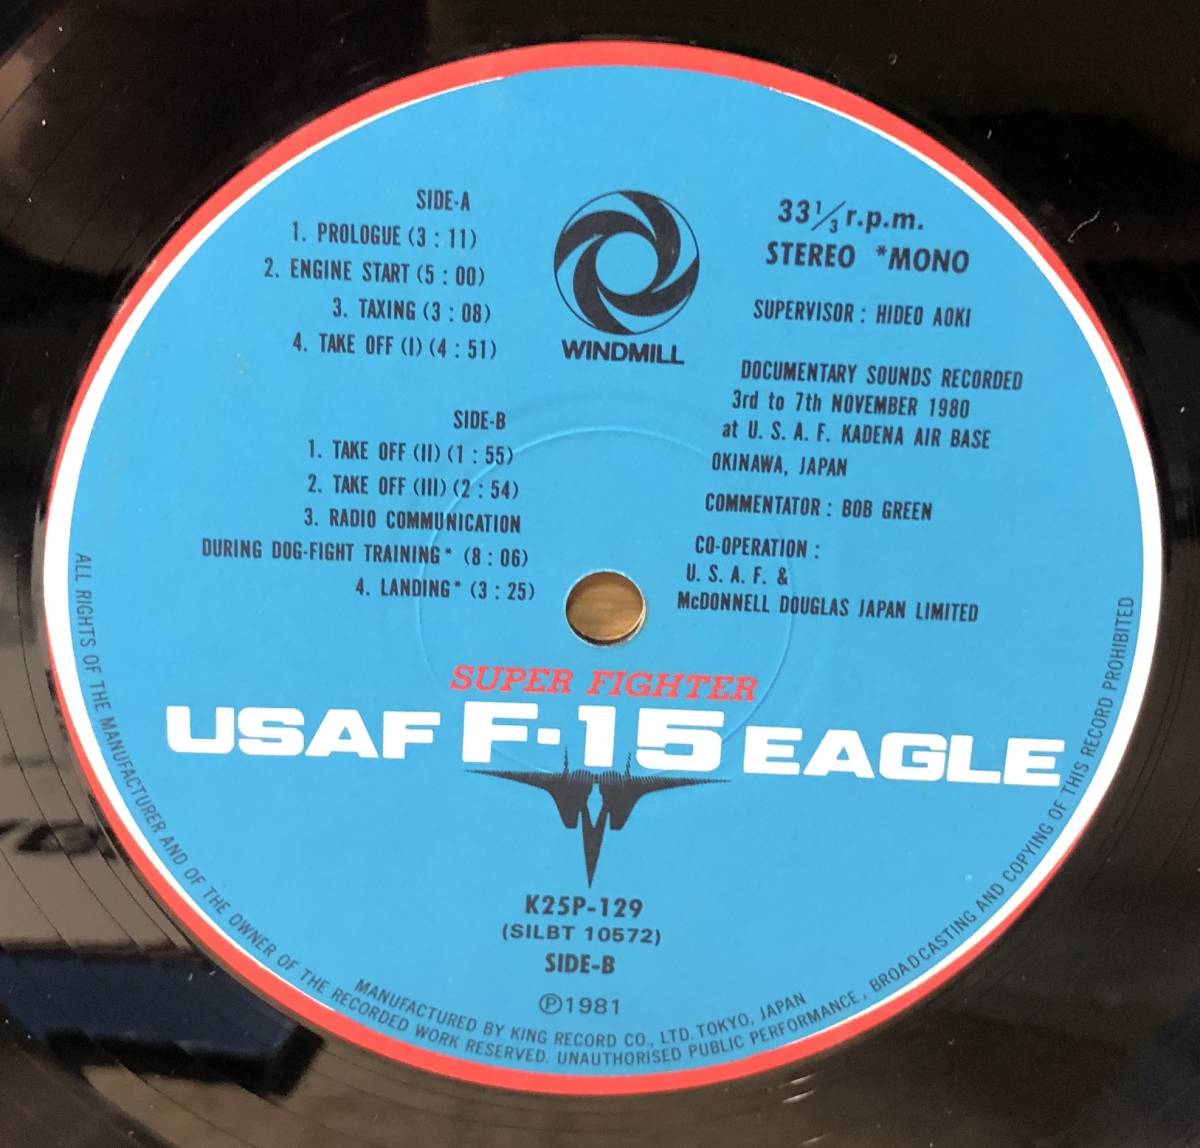 SIDE-A
1. PROLOGUE (3 : 11)
2. ENGINE START (5 : 00)
3. TAXING (3 : 08)
4. TAKE OFF (I) (4 : 51)
SIDE-B
1. TAKE OFF (II) (1 : 55)
2. TAKE OFF (III) (2 : 54)
3. RADIO COMMUNICATION
DURING DOG-FIGHT TRAINING* (8 : 06)
4. LANDING* (3 : 25)
WINDMILL
33 1/3 r.p.m.
STEREO *MONO
SUPERVISOR : HIDEO AOKI
DOCUMENTARY SOUNDS RECORDED
3rd to 7th NOVEMBER 1980
at U. S. A. F. KADENA AIR BASE
OKINAWA, JAPAN
COMMENTATOR : BOB GREEN
CO-OPERATION :
U. S. A. F. &
McDONNELL DOUGLAS JAPAN LIMITED
SUPER FIGHTER
USAF F-15 EAGLE
K25P-129
(SILBT 10572)
SIDE-B
Ⓟ1981
MANUFACTURED BY KING RECORD CO., LTD. TOKYO, JAPAN
ALL RIGHTS OF THE MANUFACTURER AND OF THE OWNER OF THE RECORDED WORK RESERVED. UNAUTHORISED PUBLIC PERFORMANCE, BROADCASTING AND COPYING OF THIS RECORD PROHIBITED